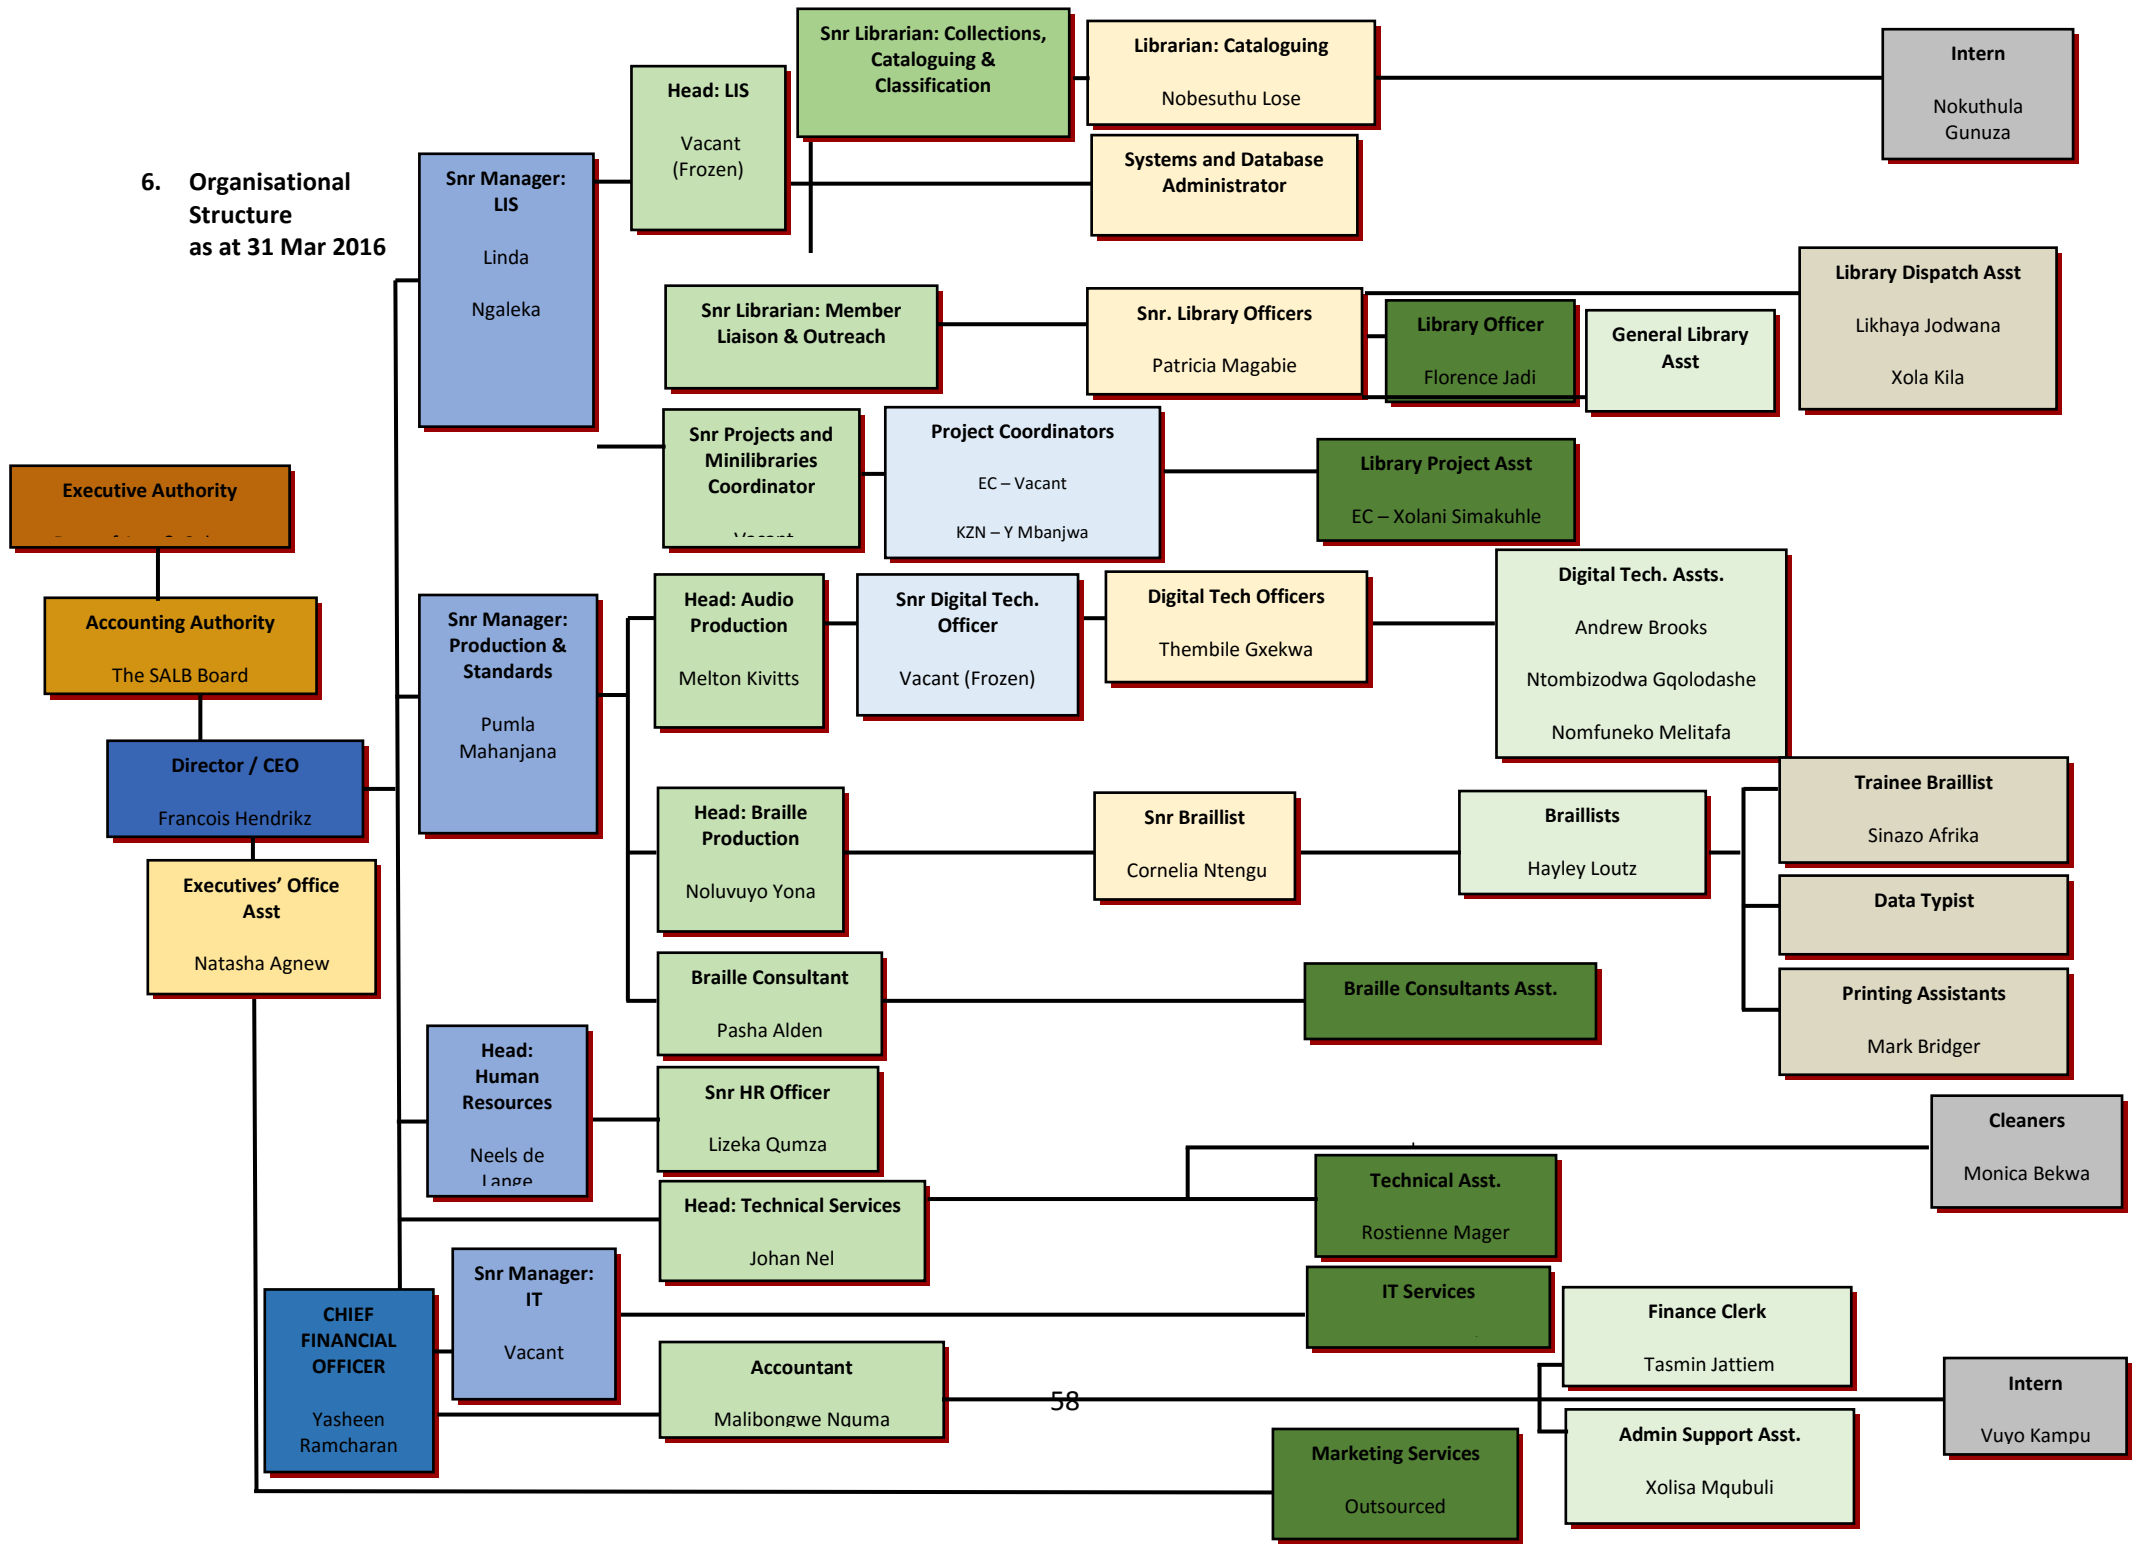 6. Organisational
Structure
as at 31 Mar 2016
Executive Authority
Accounting Authority
The SALB Board
Director / CEO
Francois Hendrikz
Executives’ Office
Asst
Natasha Agnew
Snr Manager:
LIS
Linda
Ngaleka
Head: LIS
Vacant
(Frozen)
Snr Librarian: Collections,
Cataloguing &
Classification
Librarian: Cataloguing
Nobesuthu Lose
Intern
Nokuthula
Gunuza
Systems and Database
Administrator
Snr Librarian: Member
Liaison & Outreach
Snr. Library Officers
Patricia Magabie
Library Officer
Florence Jadi
General Library
Asst
Library Dispatch Asst
Likhaya Jodwana
Xola Kila
Snr Projects and
Minilibraries
Coordinator
Vacant
Project Coordinators
EC – Vacant
KZN – Y Mbanjwa
Library Project Asst
EC – Xolani Simakuhle
Snr Manager:
Production &
Standards
Pumla
Mahanjana
Head: Audio
Production
Melton Kivitts
Snr Digital Tech.
Officer
Vacant (Frozen)
Digital Tech Officers
Thembile Gxekwa
Digital Tech. Assts.
Andrew Brooks
Ntombizodwa Gqolodashe
Nomfuneko Melitafa
Head: Braille
Production
Noluvuyo Yona
Snr Braillist
Cornelia Ntengu
Braillists
Hayley Loutz
Trainee Braillist
Sinazo Afrika
Data Typist
Printing Assistants
Mark Bridger
Braille Consultant
Pasha Alden
Braille Consultants Asst.
Head:
Human
Resources
Neels de
Lange
Snr HR Officer
Lizeka Qumza
Head: Technical Services
Johan Nel
Technical Asst.
Rostienne Mager
Cleaners
Monica Bekwa
CHIEF
FINANCIAL
OFFICER
Yasheen
Ramcharan
Snr Manager:
IT
Vacant
IT Services
Accountant
Malibongwe Nquma
Finance Clerk
Tasmin Jattiem
Admin Support Asst.
Xolisa Mqubuli
Intern
Vuyo Kampu
Marketing Services
Outsourced
58